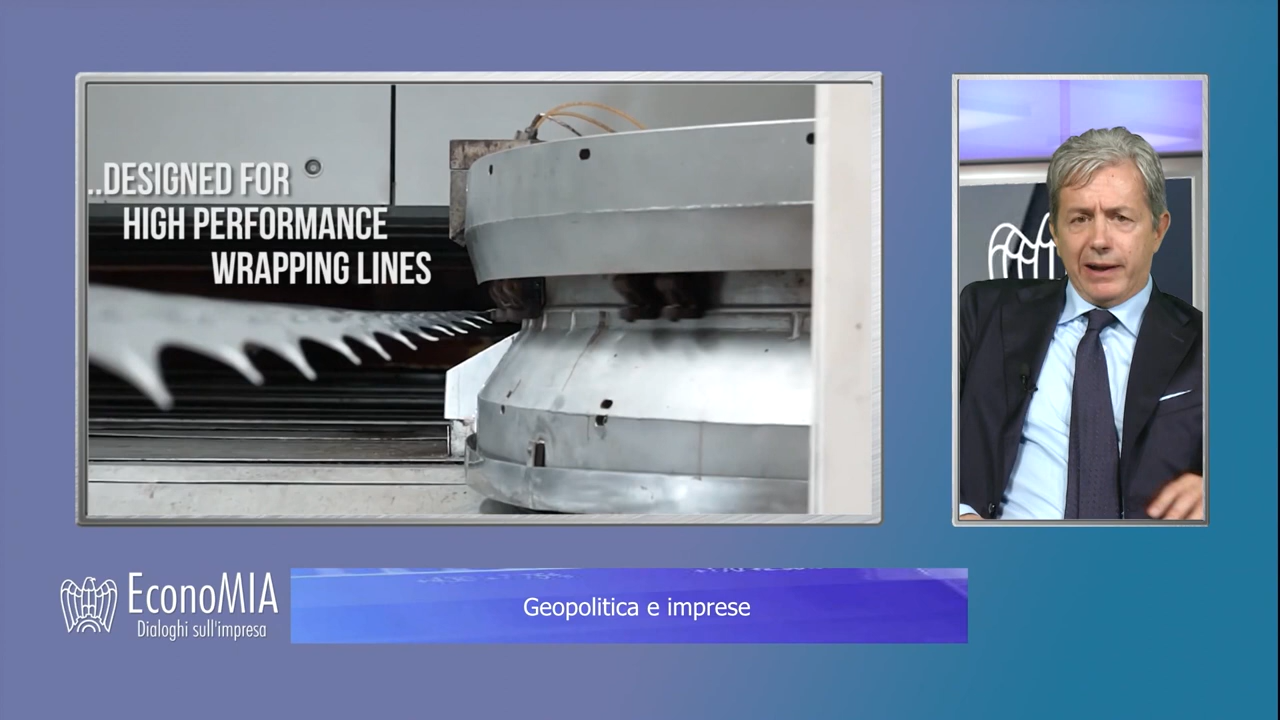 ..DESIGNED FOR
HIGH PERFORMANCE
WRAPPING LINES
EconoMIA
Dialoghi sull'impresa
Geopolitica e imprese